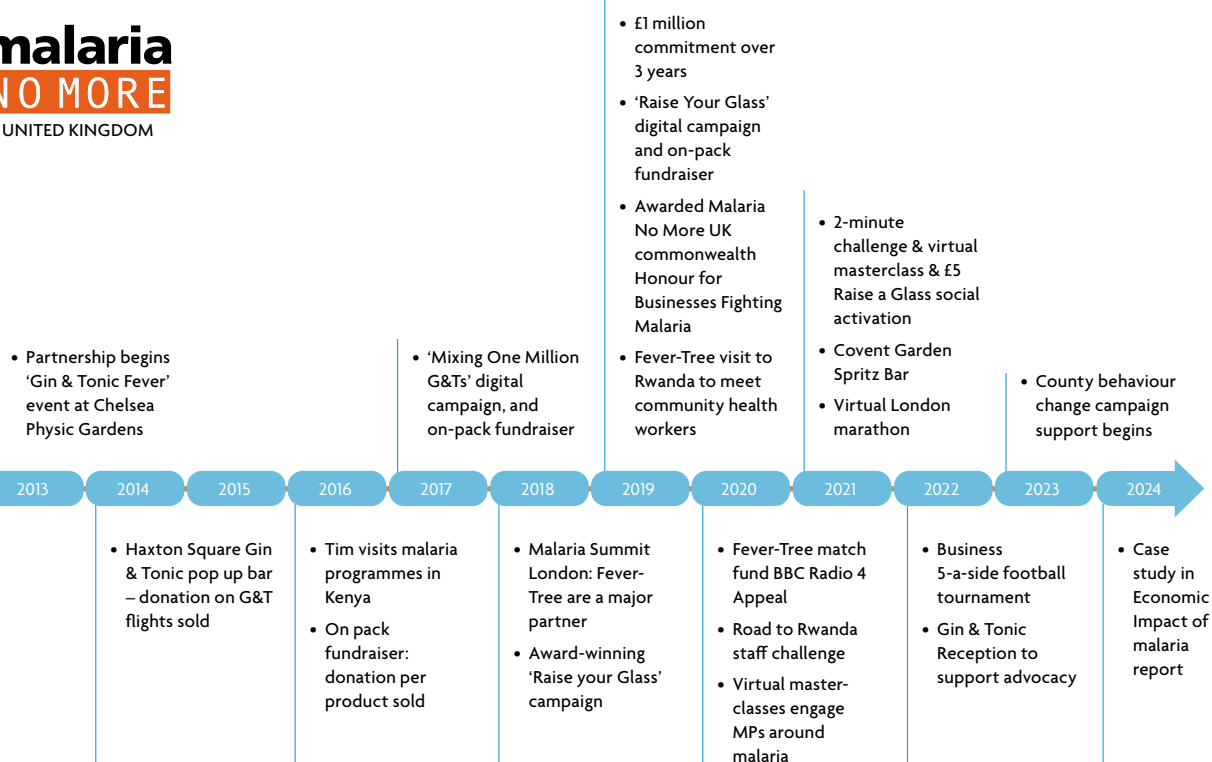 malaria
NO MORE
UNITED KINGDOM
• £1 million
commitment over
3 years
• ‘Raise Your Glass’
digital campaign
and on-pack
fundraiser
• Awarded Malaria
No More UK
commonwealth
Honour for
Businesses Fighting
Malaria
• Fever-Tree visit to
Rwanda to meet
community health
workers
• 2-minute
challenge & virtual
masterclass & £5
Raise a Glass social
activation
• Covent Garden
Spritz Bar
• Virtual London
marathon
• Partnership begins
‘Gin & Tonic Fever’
event at Chelsea
Physic Gardens
• ‘Mixing One Million
G&Ts’ digital
campaign, and
on-pack fundraiser
• County behaviour
change campaign
support begins
2013 2014 2015 2016 2017 2018 2019 2020 2021 2022 2023 2024
• Haxton Square Gin
& Tonic pop up bar
– donation on G&T
flights sold
• Tim visits malaria
programmes in
Kenya
• On pack
fundraiser:
donation per
product sold
• Malaria Summit
London: Fever-
Tree are a major
partner
• Award-winning
‘Raise your Glass’
campaign
• Fever-Tree match
fund BBC Radio 4
Appeal
• Road to Rwanda
staff challenge
• Virtual master-
classes engage
MPs around
malaria
• Business
5-a-side football
tournament
• Gin & Tonic
Reception to
support advocacy
• Case
study in
Economic
Impact of
malaria
report